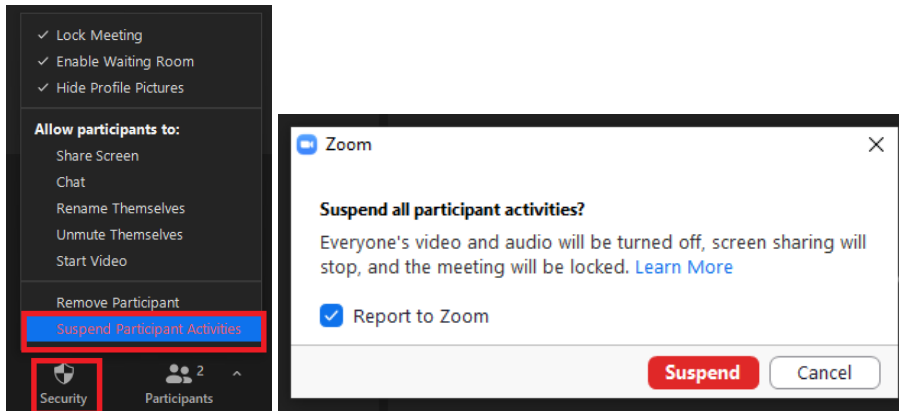 Lock Meeting
Enable Waiting Room
Hide Profile Pictures
Allow participants to:
Share Screen
Chat
Rename Themselves
Unmute Themselves
Start Video
Remove Participant
Suspend Participant Activities
Security
2
Participants
Zoom
Suspend all participant activities?
Everyone's video and audio will be turned off, screen sharing will
stop, and the meeting will be locked. Learn More
Report to Zoom
Suspend
Cancel